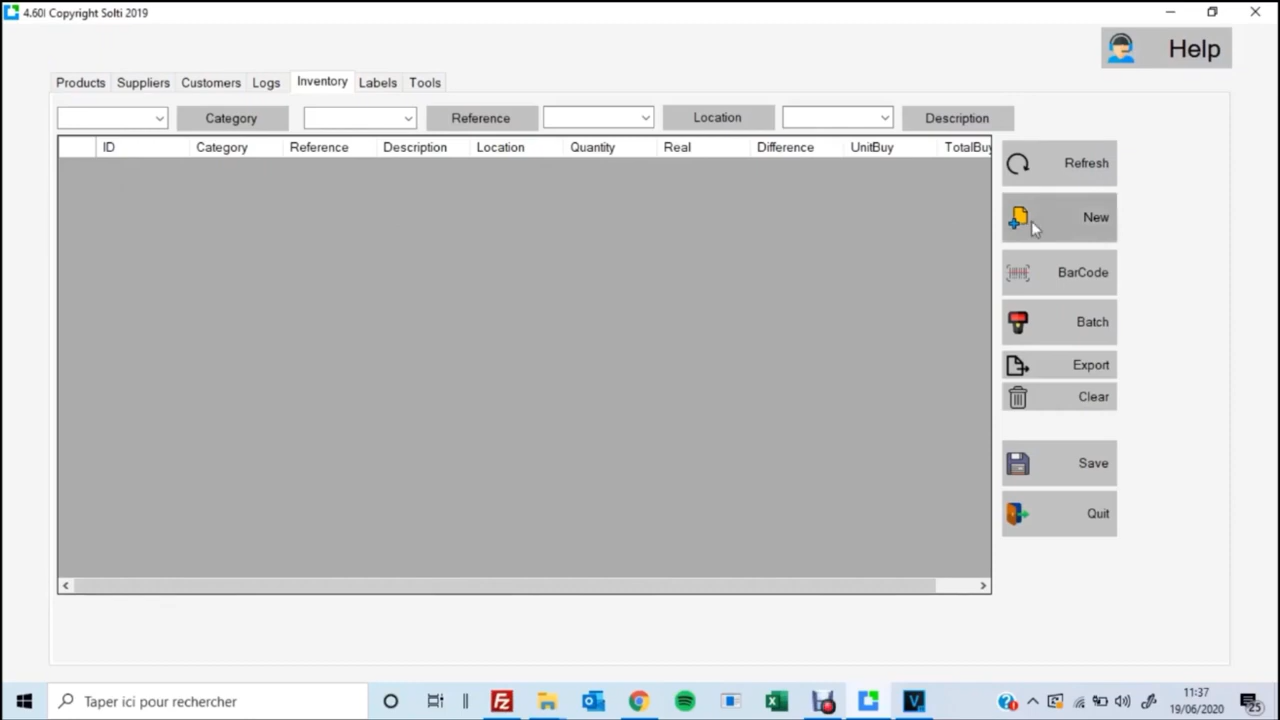 4.60l Copyright Solti 2019
Help
Products Suppliers Customers Logs Inventory Labels Tools
Category Reference Location Description
ID Category Reference Description Location Quantity Real Difference UnitBuy TotalBuy
Refresh
New
BarCode
Batch
Export
Clear
Save
Quit
Taper ici pour rechercher
11:37
19/06/2020
25